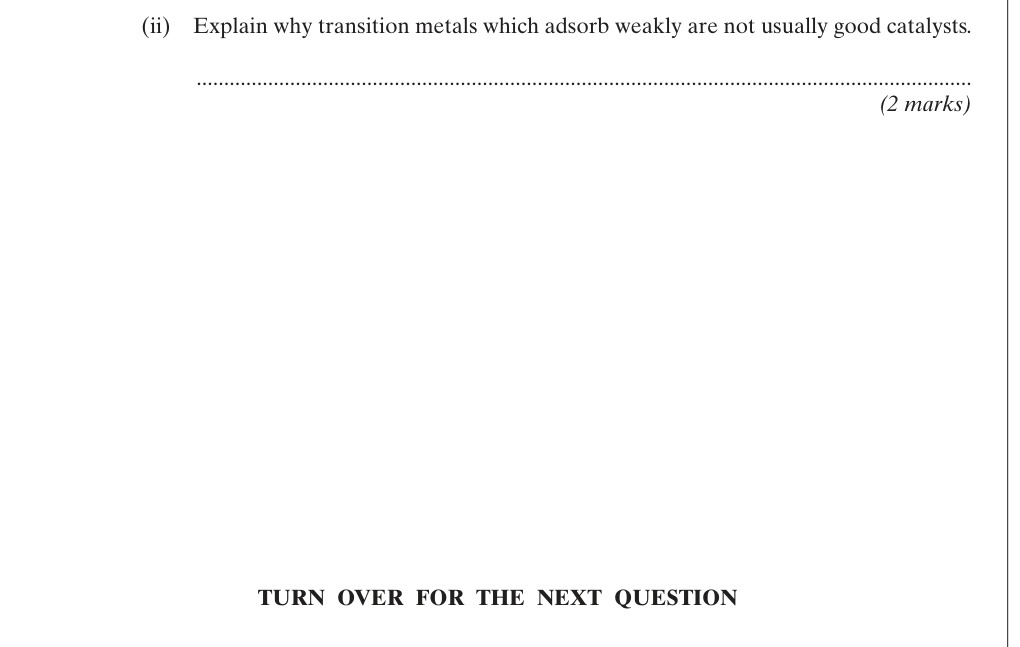 (ii) Explain why transition metals which adsorb weakly are not usually good catalysts.
............................................................................................................................................
(2 marks)
TURN OVER FOR THE NEXT QUESTION